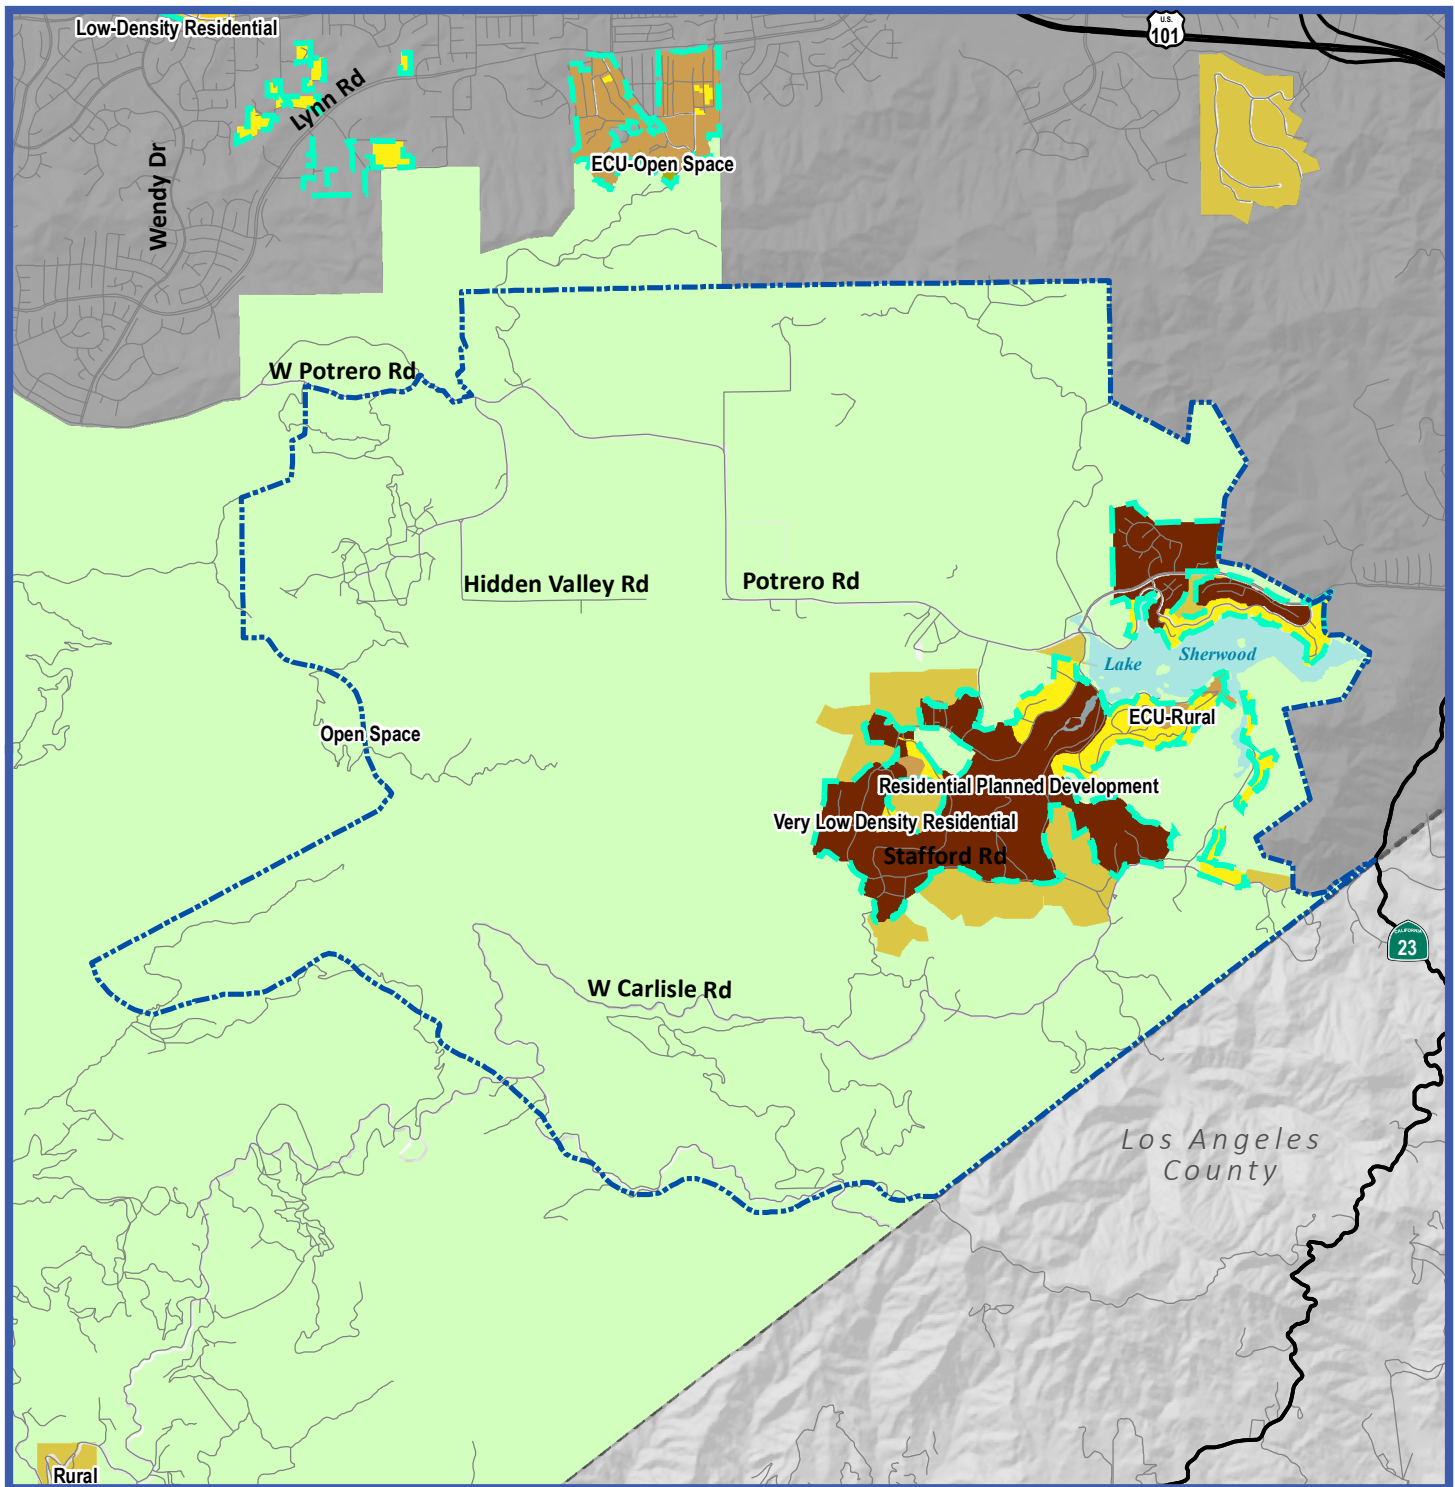 Low-Density Residential
U.S.
101
Lynn Rd
Wendy Dr
ECU-Open Space
W Potrero Rd
Hidden Valley Rd
Potrero Rd
Lake Sherwood
ECU-Rural
Open Space
Residential Planned Development
Very Low Density Residential
Stafford Rd
CALIFORNIA
23
W Carlisle Rd
Los Angeles
County
Rural